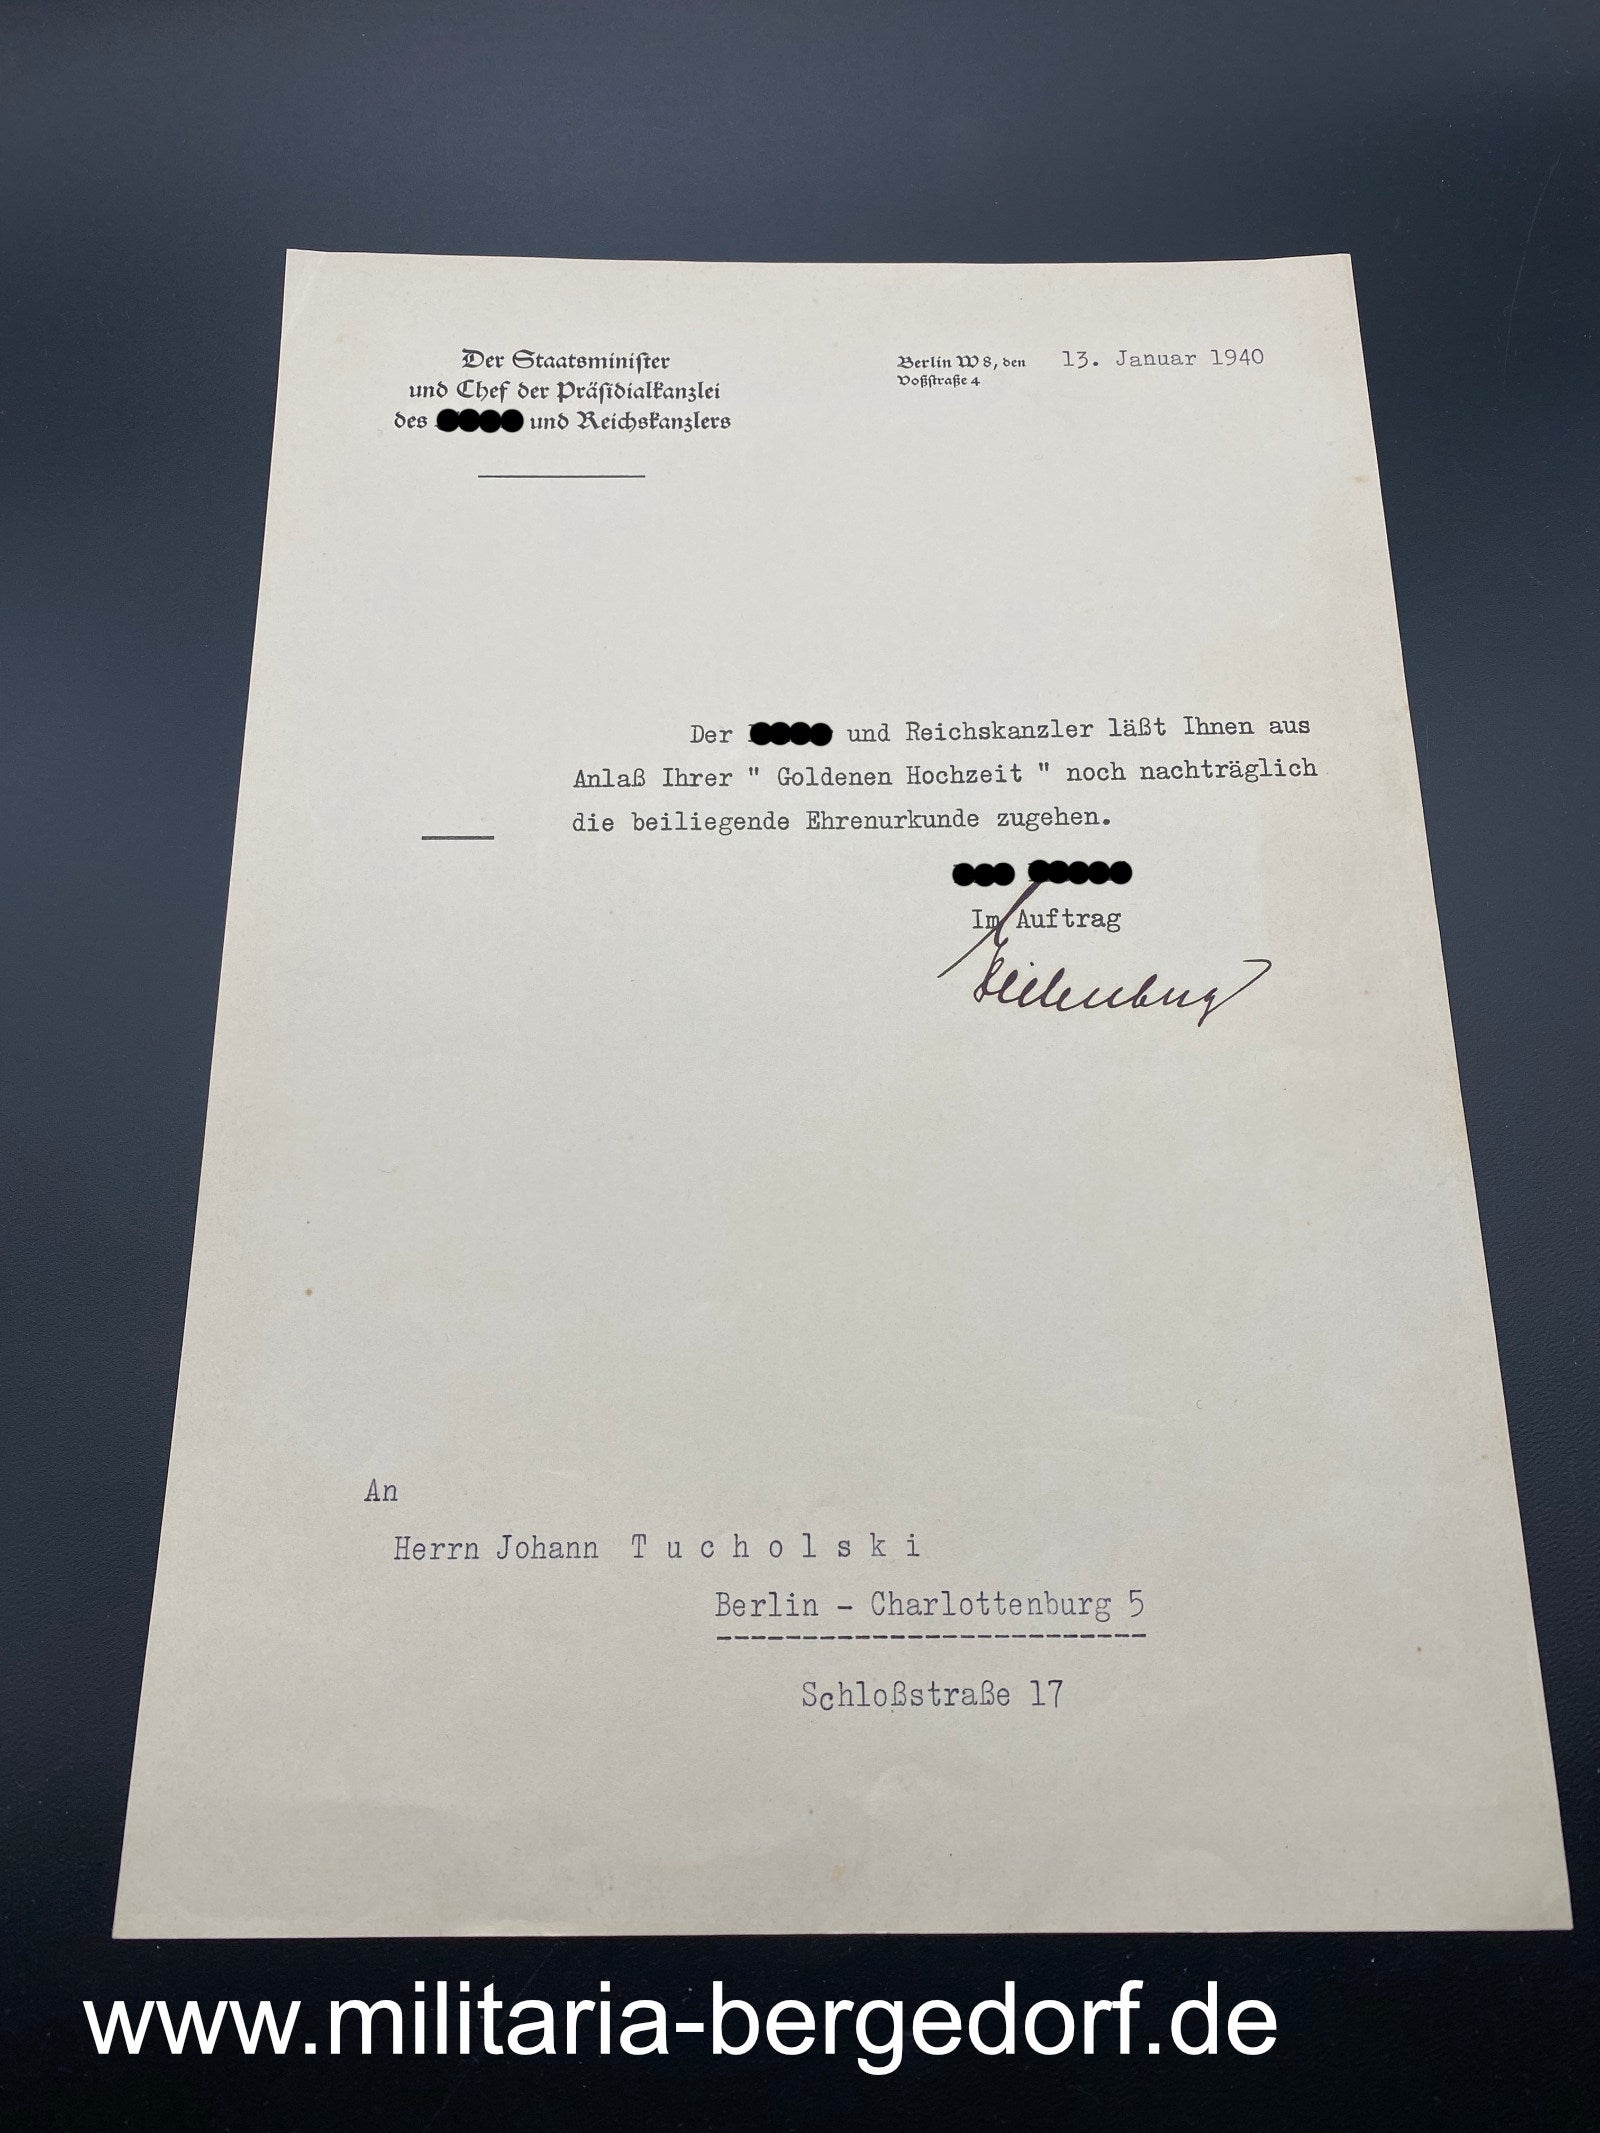 Der Staatsminister
und Chef der Präsidialkanzlei
des und Reichskanzlers
Berlin W 8, den 13. Januar 1940
Voßstraße 4
Der und Reichskanzler läßt Ihnen aus
Anlaß Ihrer " Goldenen Hochzeit " noch nachträglich
die beiliegende Ehrenurkunde zugehen.
Im Auftrag
An
Herrn Johann T u c h o l s k i
Berlin - Charlottenburg 5
Schloßstraße 17
www.militaria-bergedorf.de